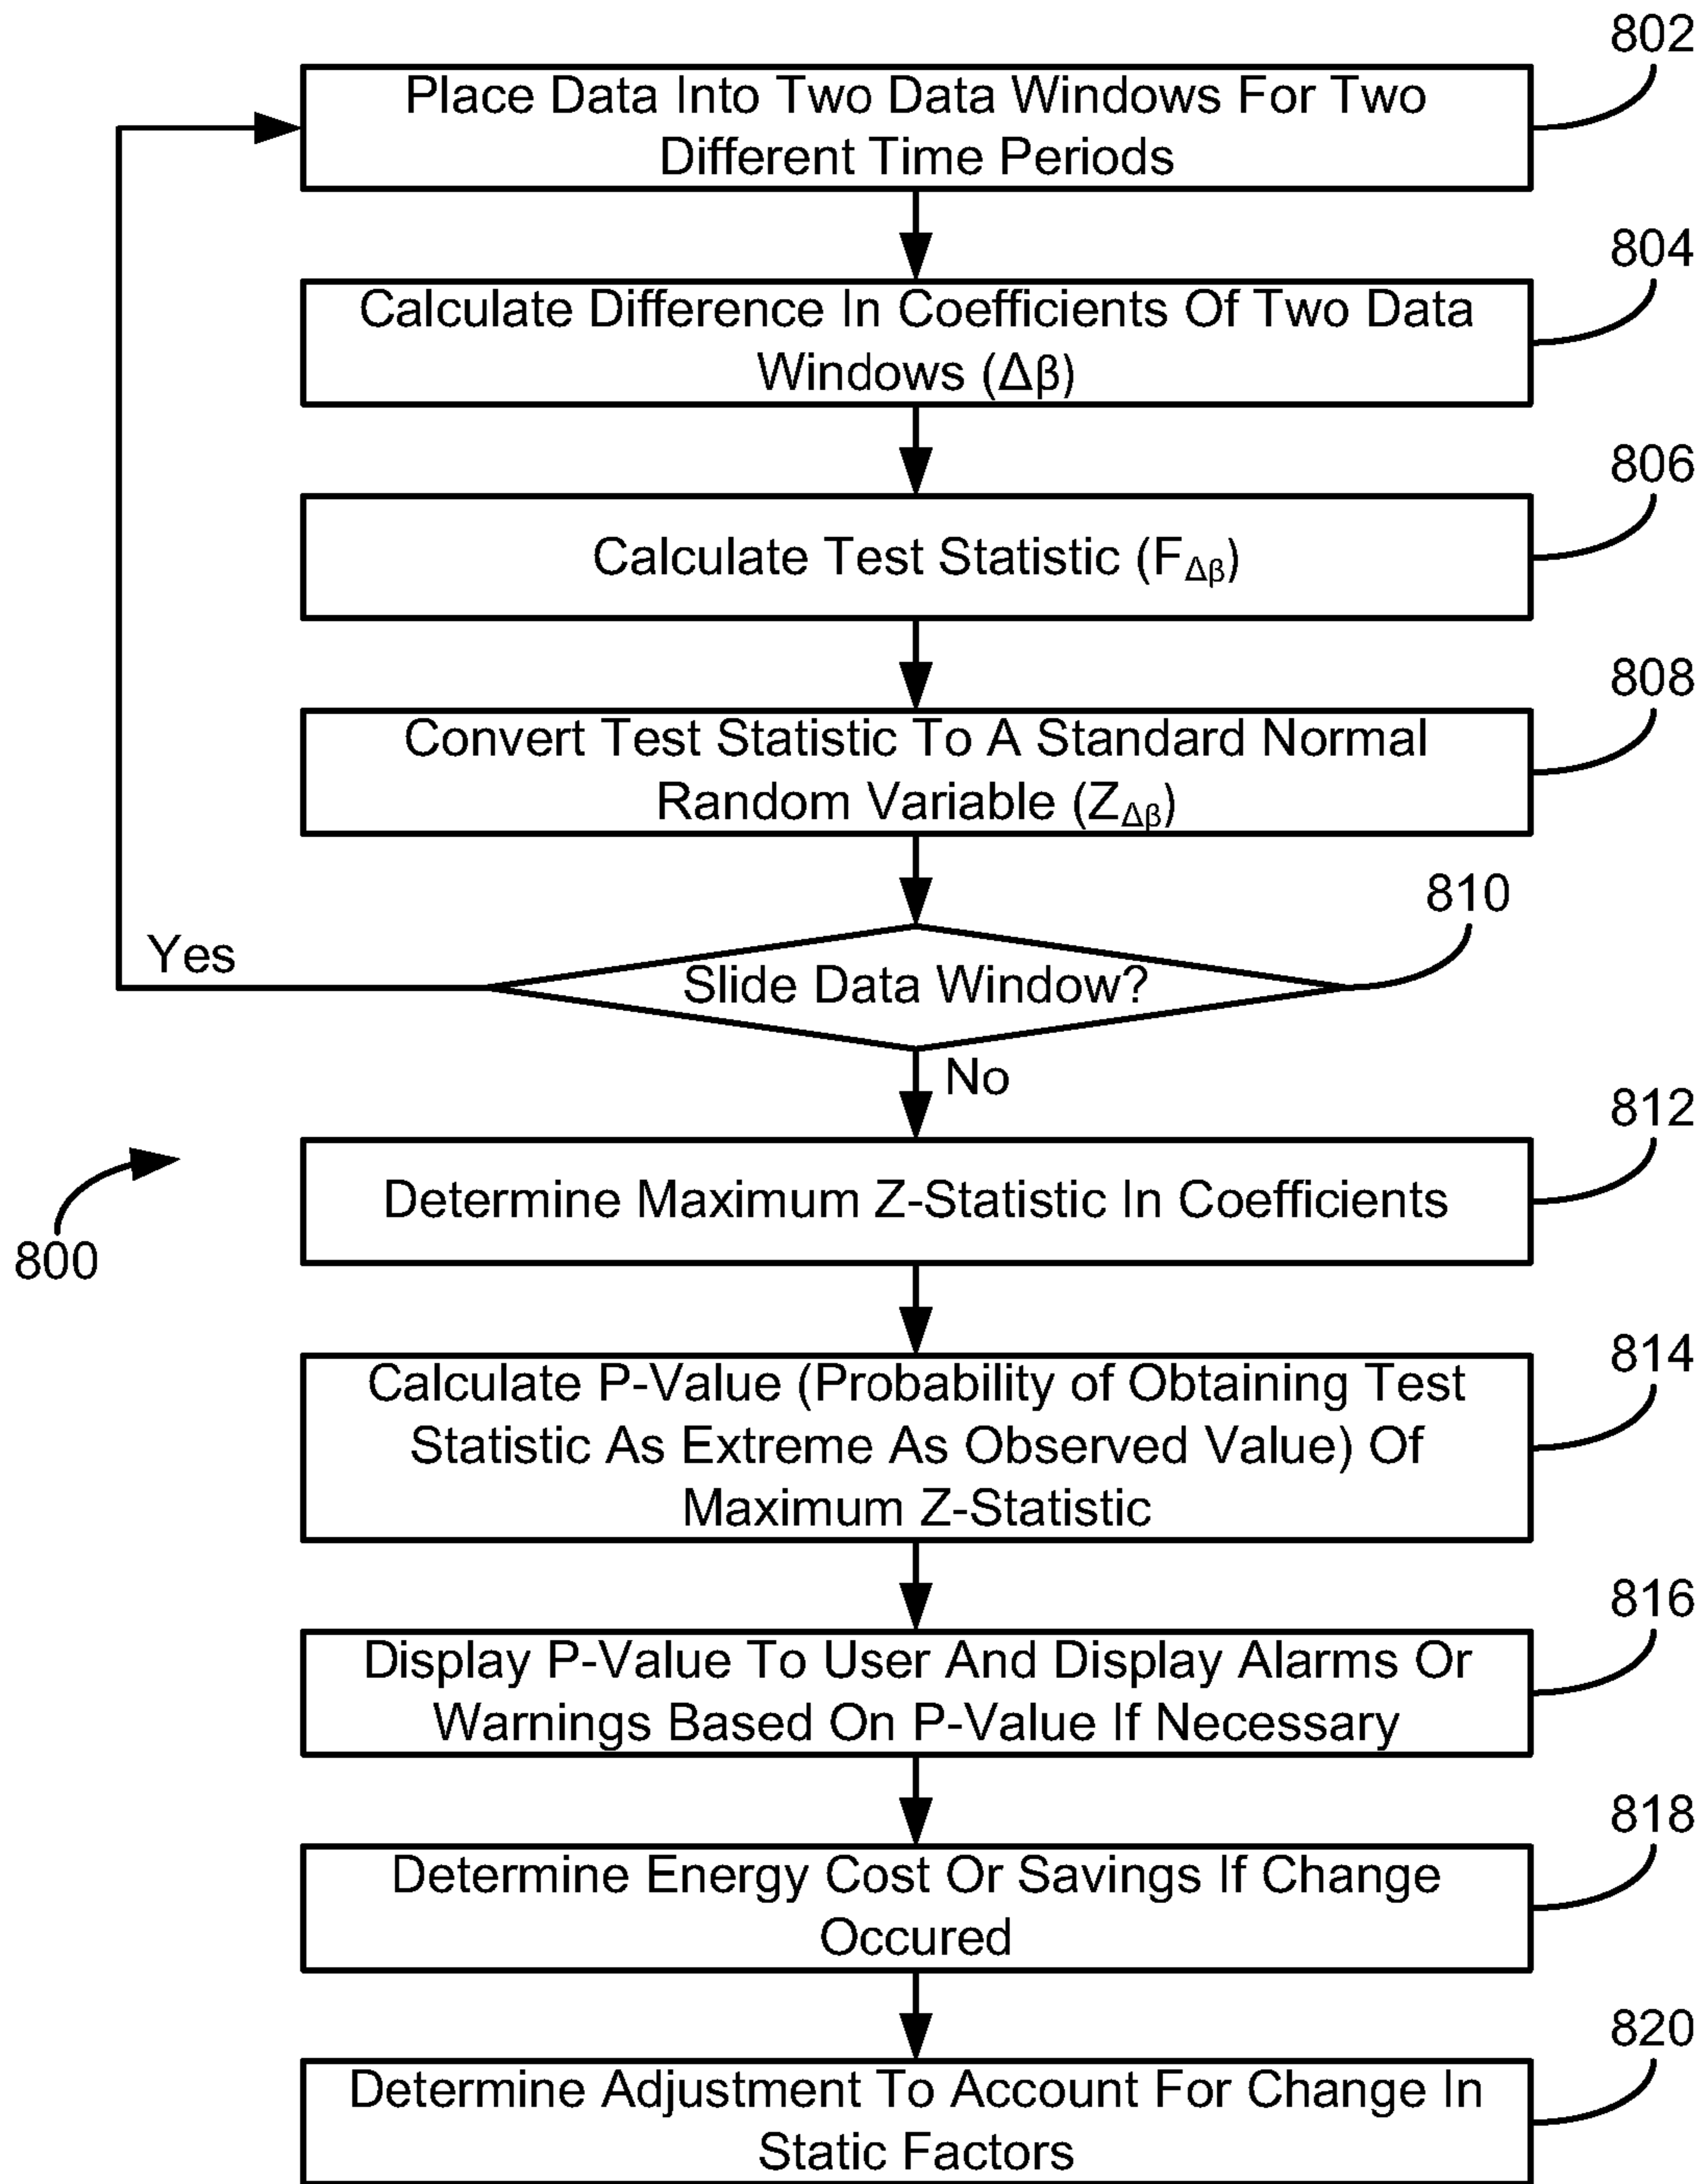 802
Place Data Into Two Data Windows For Two
Different Time Periods
804
Calculate Difference In Coefficients Of Two Data
Windows (Δβ)
806
Calculate Test Statistic (FΔβ)
808
Convert Test Statistic To A Standard Normal
Random Variable (ZΔβ)
810
Yes
Slide Data Window?
No
812
Determine Maximum Z-Statistic In Coefficients
800
814
Calculate P-Value (Probability of Obtaining Test
Statistic As Extreme As Observed Value) Of
Maximum Z-Statistic
816
Display P-Value To User And Display Alarms Or
Warnings Based On P-Value If Necessary
818
Determine Energy Cost Or Savings If Change
Occured
820
Determine Adjustment To Account For Change In
Static Factors